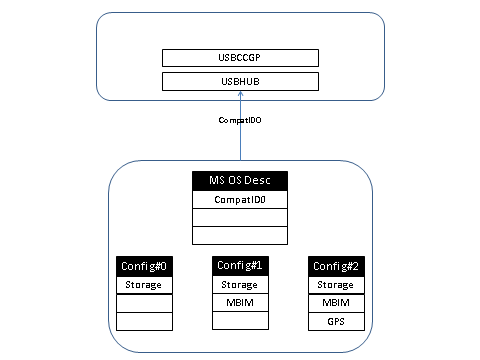 USBCCGP
USBHUB
CompatID0
MS OS Desc
CompatID0
Config#0
Storage
Config#1
Storage
MBIM
Config#2
Storage
MBIM
GPS